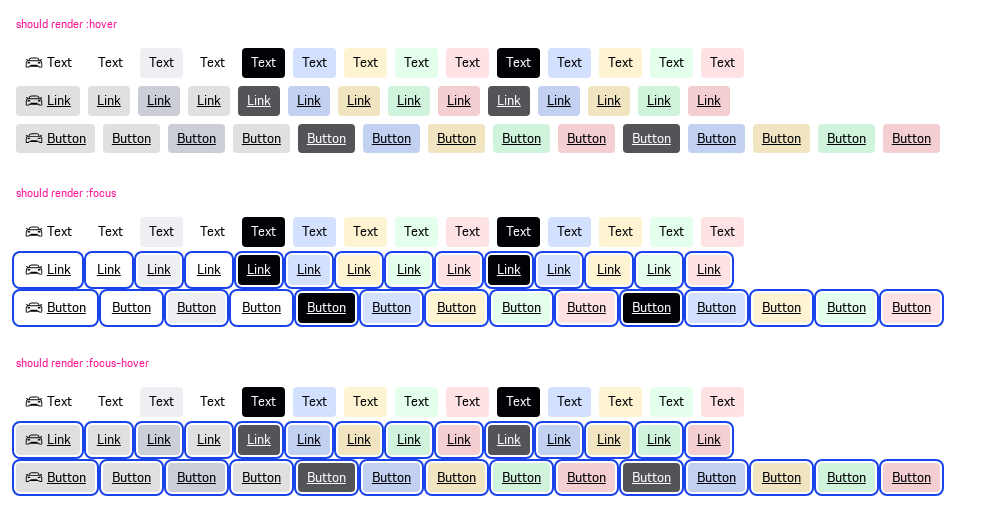 should render :hover
Text Text Text Text Text Text Text Text Text Text Text Text Text Text
Link Link Link Link Link Link Link Link Link Link Link Link Link Link
Button Button Button Button Button Button Button Button Button Button Button Button Button Button
should render :focus
Text Text Text Text Text Text Text Text Text Text Text Text Text Text
Link Link Link Link Link Link Link Link Link Link Link Link Link Link
Button Button Button Button Button Button Button Button Button Button Button Button Button Button
should render :focus-hover
Text Text Text Text Text Text Text Text Text Text Text Text Text Text
Link Link Link Link Link Link Link Link Link Link Link Link Link Link
Button Button Button Button Button Button Button Button Button Button Button Button Button Button